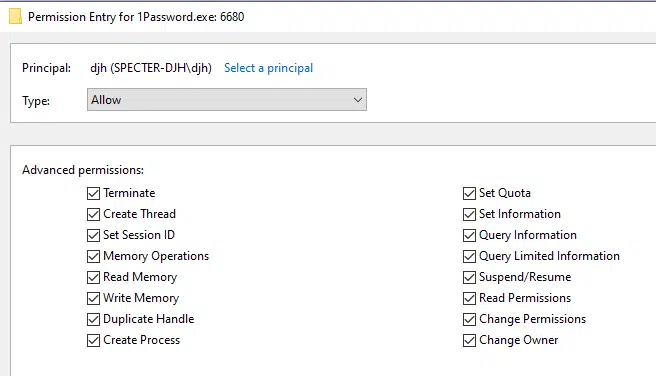 Permission Entry for 1Password.exe: 6680
Principal: djh (SPECTER-DJH\djh) Select a principal
Type: Allow
Advanced permissions:
Terminate
Create Thread
Set Session ID
Memory Operations
Read Memory
Write Memory
Duplicate Handle
Create Process
Set Quota
Set Information
Query Information
Query Limited Information
Suspend/Resume
Read Permissions
Change Permissions
Change Owner